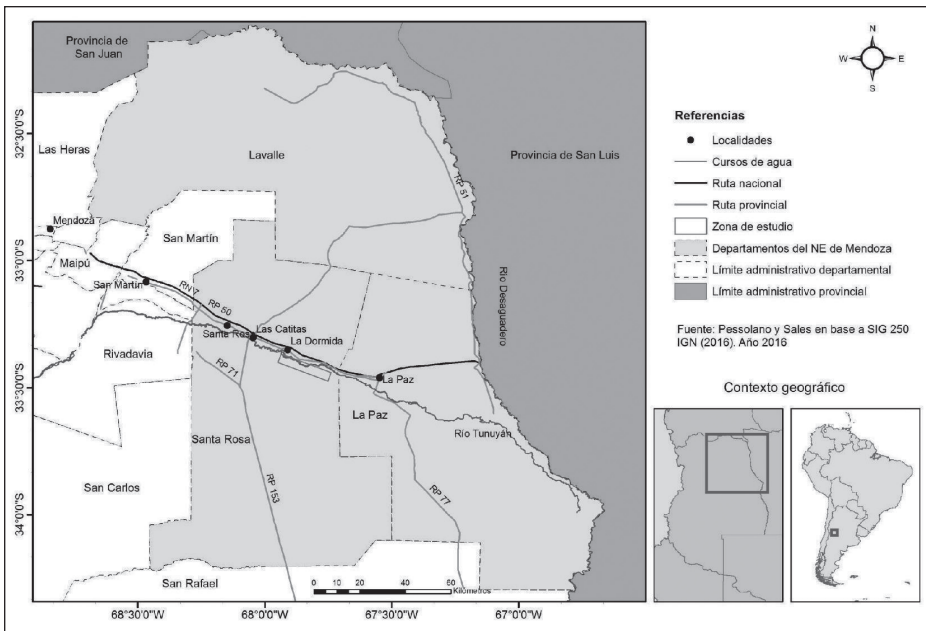 Provincia de
San Juan
Las Heras
Lavalle
Provincia de San Luis
RP 51
Mendoza
San Martín
Maipú
San Martín
RN 7
RP 50
Río Desaguadero
Santa Rosa
Las Catitas
La Dormida
Rivadavia
RP 71
La Paz
La Paz
Santa Rosa
Río Tunuyán
San Carlos
RP 153
RP 77
San Rafael
0 10 20 40 60
Kilometrcs
32°30'0"S
33°0'0"S
33°30'0"S
34°0'0"S
68°30'0"W
68°0'0"W
67°30'0"W
67°0'0"W
N
W
E
S
Referencias
Localidades
Cursos de agua
Ruta nacional
Ruta provincial
Zona de estudio
Departamentos del NE de Mendoza
Límite administrativo departamental
Límite administrativo provincial
Fuente: Pessolano y Sales en base a SIG 250
IGN (2016). Año 2016
Contexto geográfico